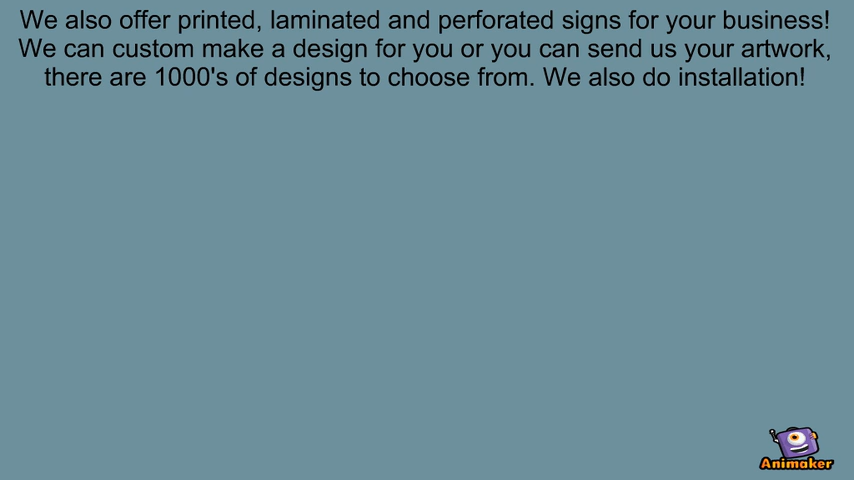 We also offer printed, laminated and perforated signs for your business!
We can custom make a design for you or you can send us your artwork,
there are 1000's of designs to choose from. We also do installation!
Animaker